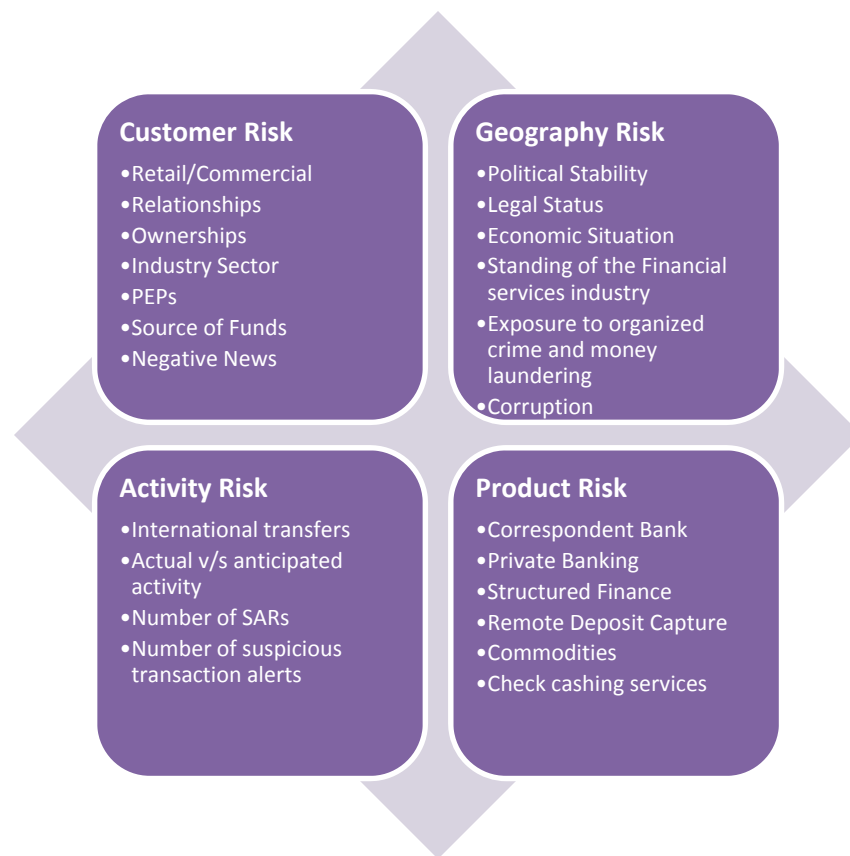 Customer Risk
•Retail/Commercial
•Relationships
•Ownerships
•Industry Sector
•PEPs
•Source of Funds
•Negative News
Geography Risk
•Political Stability
•Legal Status
•Economic Situation
•Standing of the Financial
services industry
•Exposure to organized
crime and money
laundering
•Corruption
Activity Risk
•International transfers
•Actual v/s anticipated
activity
•Number of SARs
•Number of suspicious
transaction alerts
Product Risk
•Correspondent Bank
•Private Banking
•Structured Finance
•Remote Deposit Capture
•Commodities
•Check cashing services